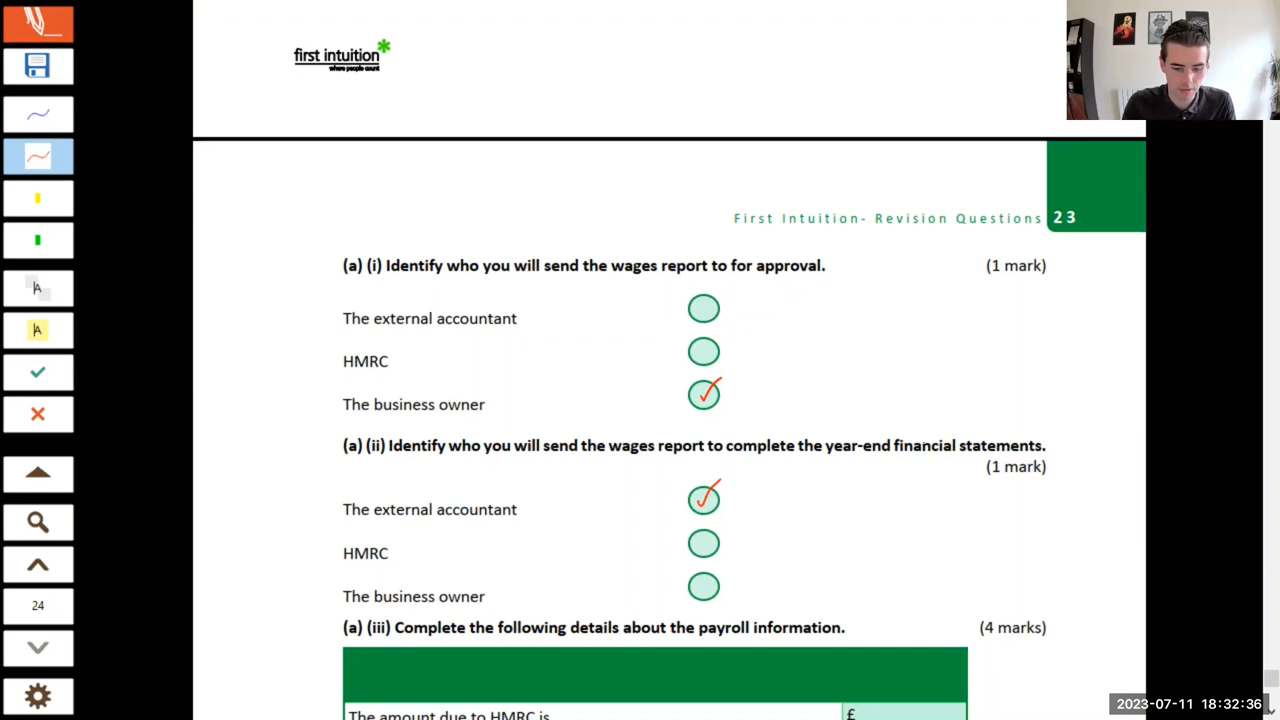 first intuition
where people count
First Intuition- Revision Questions 23
(a) (i) Identify who you will send the wages report to for approval. (1 mark)
The external accountant
HMRC
The business owner
(a) (ii) Identify who you will send the wages report to complete the year-end financial statements.
(1 mark)
The external accountant
HMRC
The business owner
24
(a) (iii) Complete the following details about the payroll information. (4 marks)
The amount due to HMRC is £
2023-07-11 18:32:36